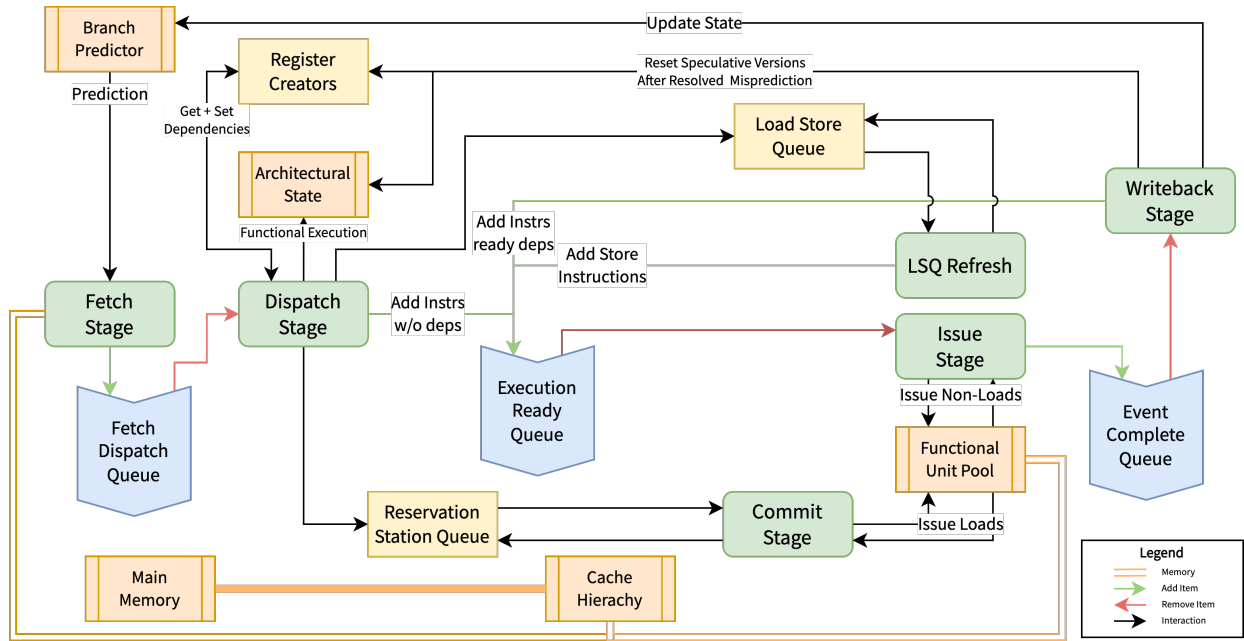 Branch
Predictor
Update State
Prediction
Register
Creators
Reset Speculative Versions
After Resolved Misprediction
Get + Set
Dependencies
Load Store
Queue
Architectural
State
Functional Execution
Writeback
Stage
Add Instrs
ready deps
Add Store
Instructions
LSQ Refresh
Fetch
Stage
Dispatch
Stage
Add Instrs
w/o deps
Issue
Stage
Execution
Ready
Queue
Issue Non-Loads
Fetch
Dispatch
Queue
Event
Complete
Queue
Functional
Unit Pool
Reservation
Station Queue
Commit
Stage
Issue Loads
Main
Memory
Cache
Hierachy
Legend
Memory
Add Item
Remove Item
Interaction